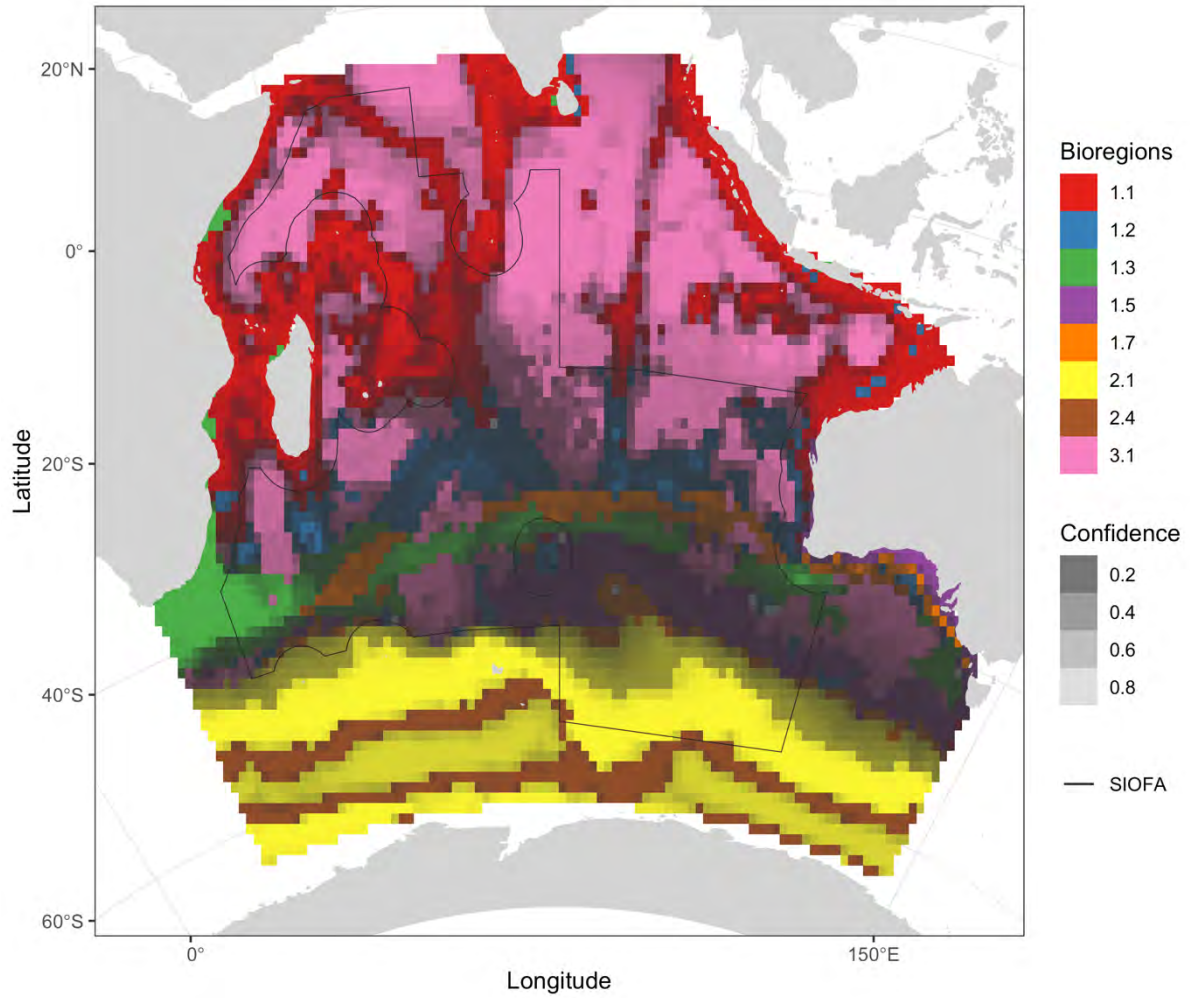 20°N
0°
20°S
40°S
60°S
Latitude
0°
150°E
Longitude
Bioregions
1.1
1.2
1.3
1.5
1.7
2.1
2.4
3.1
Confidence
0.2
0.4
0.6
0.8
SIOFA